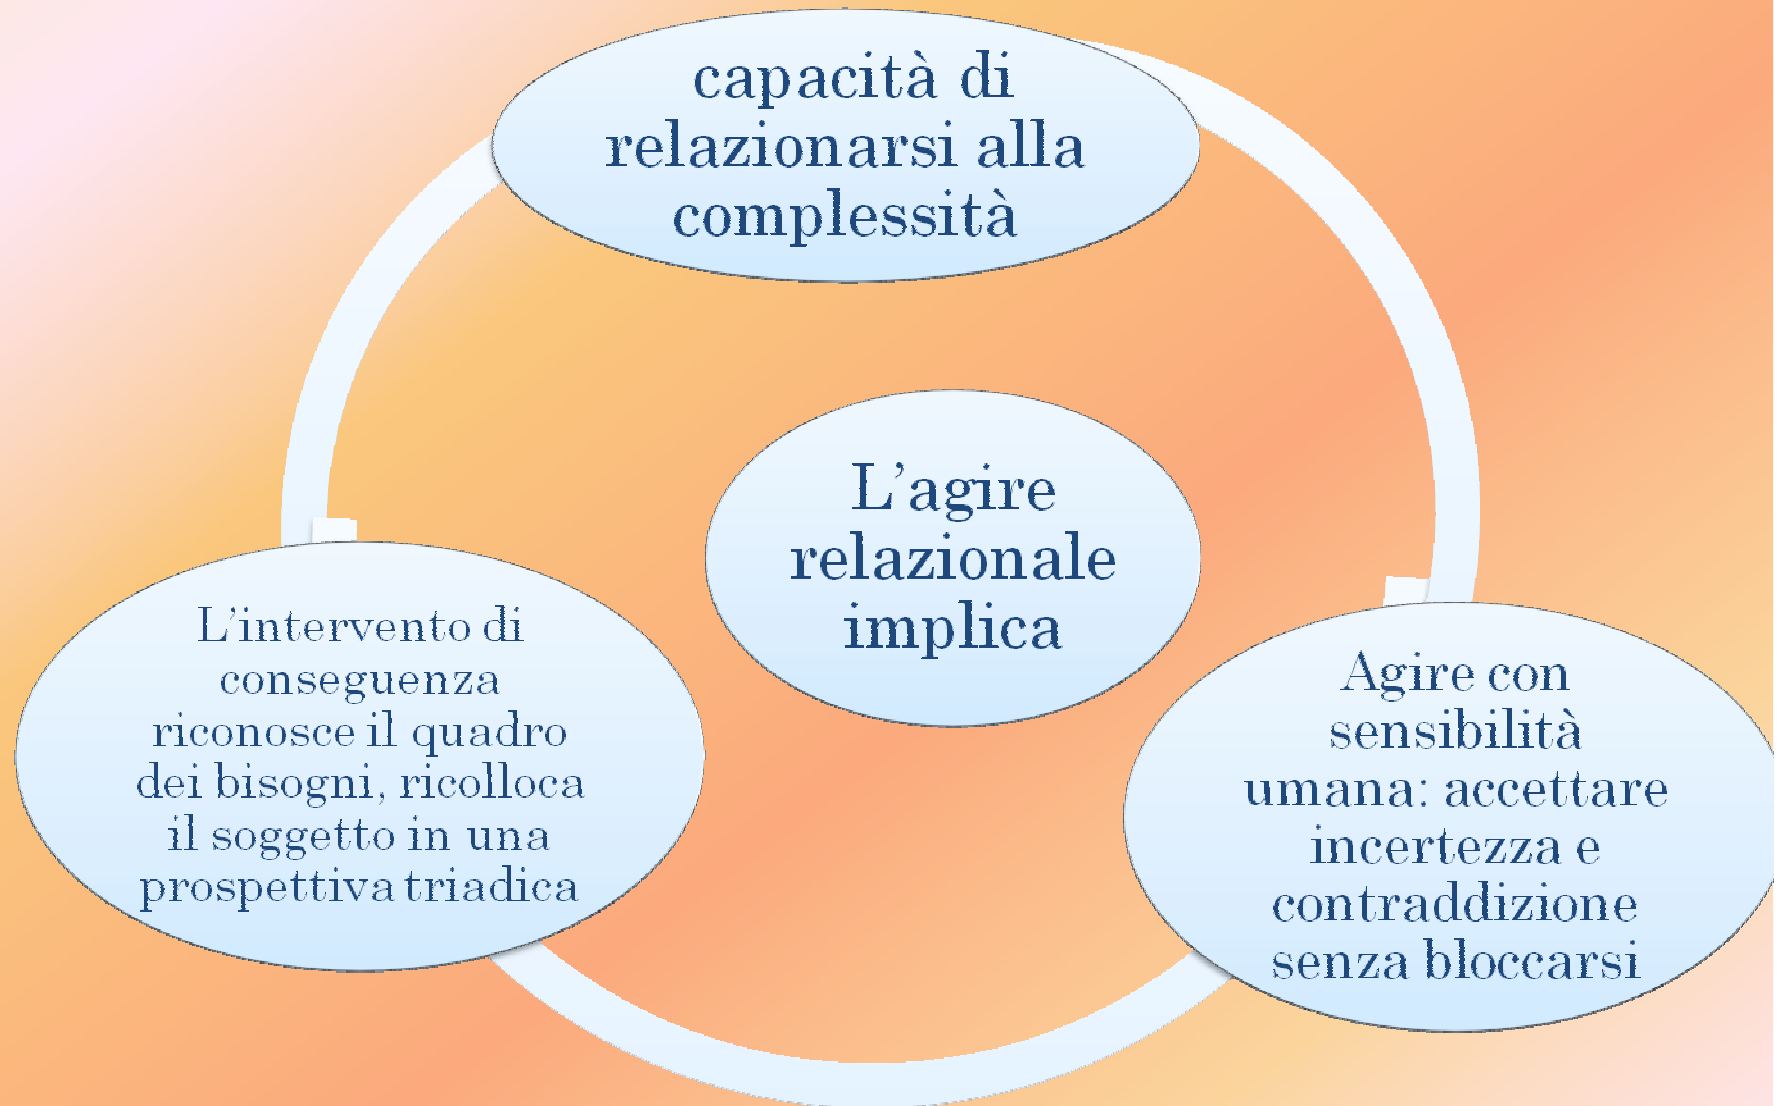 capacità di
relazionarsi alla
complessità
L’agire
relazionale
implica
L’intervento di
conseguenza
riconosce il quadro
dei bisogni, ricolloca
il soggetto in una
prospettiva triadica
Agire con
sensibilità
umana: accettare
incertezza e
contraddizione
senza bloccarsi